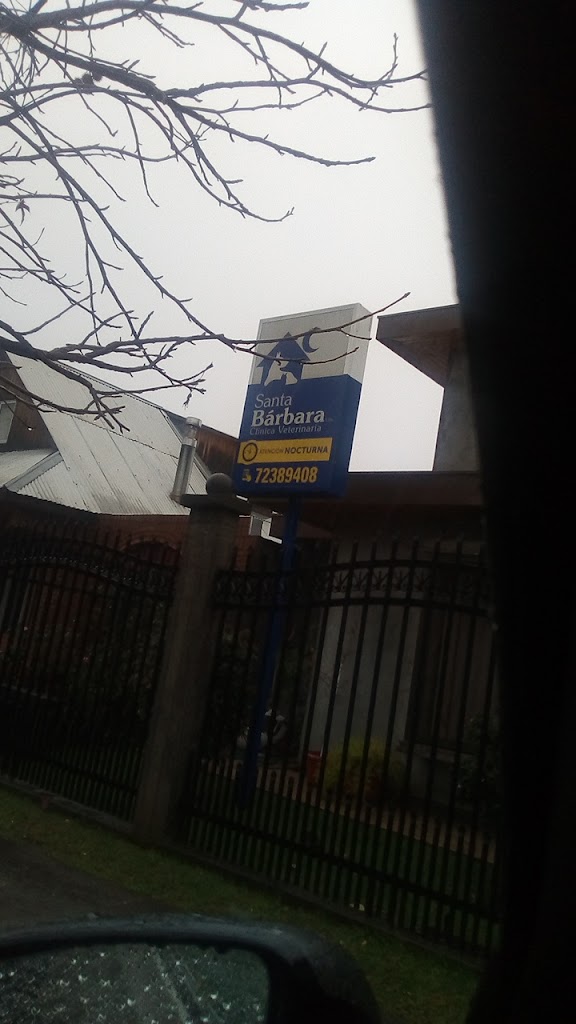 Santa
Bárbara
Clínica Veterinaria
ATENCIÓN NOCTURNA
72389408